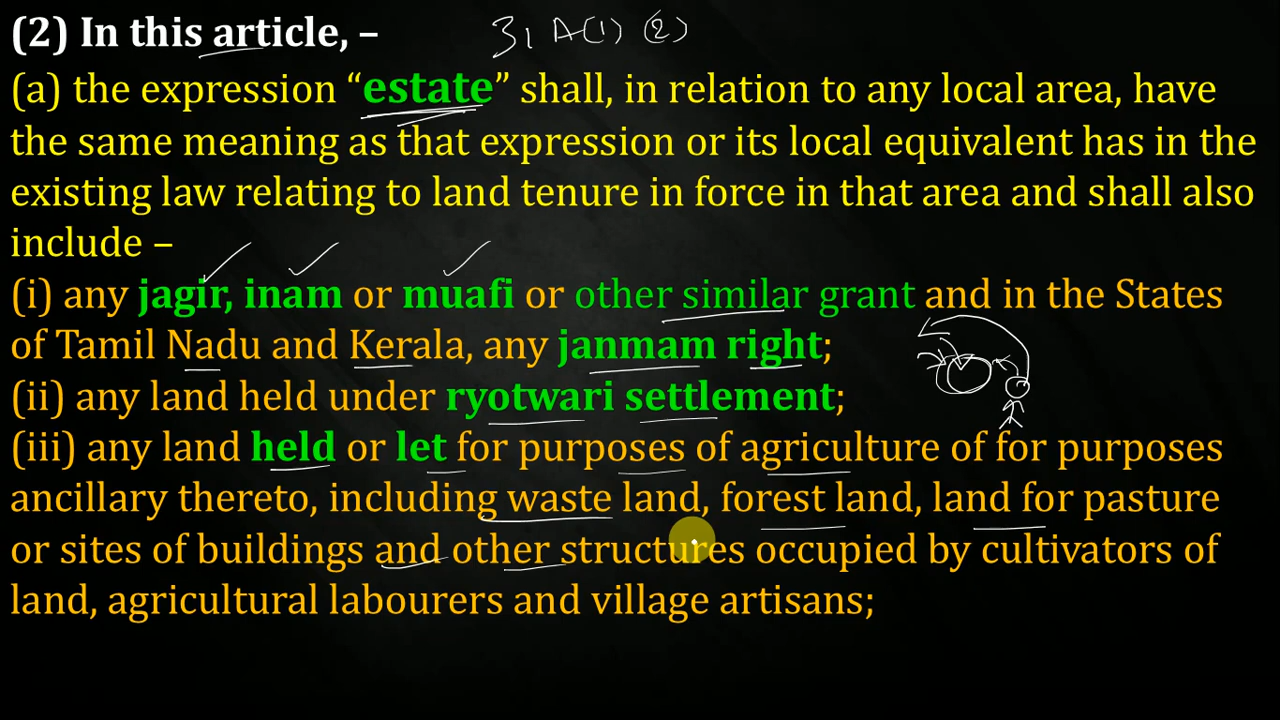 (2) In this article, – 31 A (1) (2)
(a) the expression “estate” shall, in relation to any local area, have
the same meaning as that expression or its local equivalent has in the
existing law relating to land tenure in force in that area and shall also
include –
(i) any jagir, inam or muafi or other similar grant and in the States
of Tamil Nadu and Kerala, any janmam right;
(ii) any land held under ryotwari settlement;
(iii) any land held or let for purposes of agriculture of for purposes
ancillary thereto, including waste land, forest land, land for pasture
or sites of buildings and other structures occupied by cultivators of
land, agricultural labourers and village artisans;